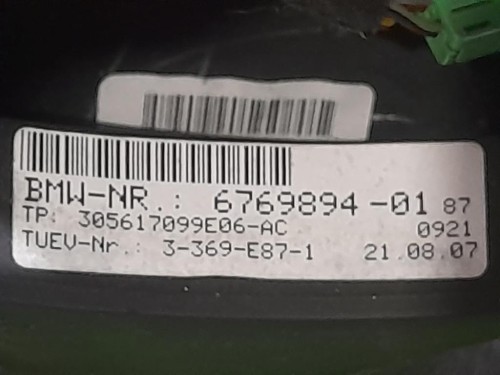 BMW-NR.: 6769894-01 87
TP: 305617099E06-AC 0921
TUEV-Nr.: 3-369-E87-1 21.08.07